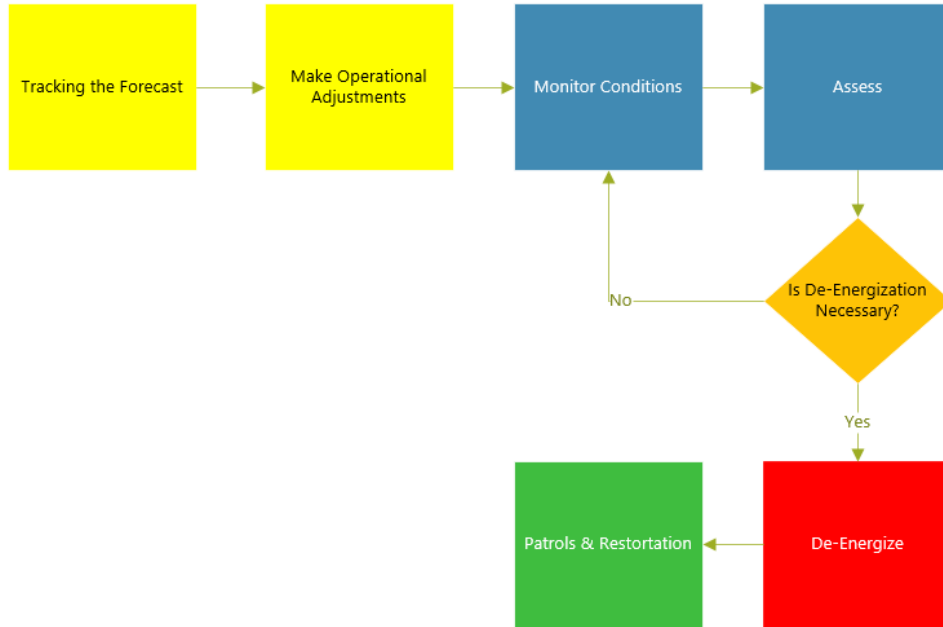 Tracking the Forecast
Make Operational
Adjustments
Monitor Conditions
Assess
Is De-Energization
Necessary?
No
Yes
Patrols & Restortation
De-Energize